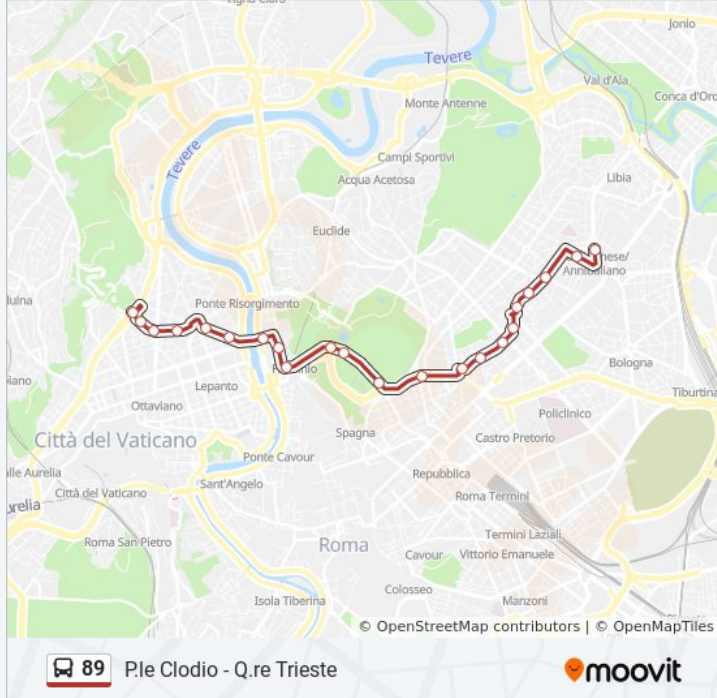 Jonio
Tevere
Val d'Ala
Conca d'Oro
Monte Antenne
Campi Sportivi
Acqua Acetosa
Libia
Tevere
Euclide
Annibaliano
Ponte Risorgimento
Bologna
Lepanto
Tiburtina
Ottaviano
Policlinico
Spagna
Castro Pretorio
Città del Vaticano
Ponte Cavour
Repubblica
Sant'Angelo
Città del Vaticano
Roma Termini
Roma San Pietro
Roma
Termini Laziali
Cavour
Vittorio Emanuele
Colosseo
Isola Tiberina
Manzoni
© OpenStreetMap contributors | © OpenMapTiles
89 P.le Clodio - Q.re Trieste
moovit